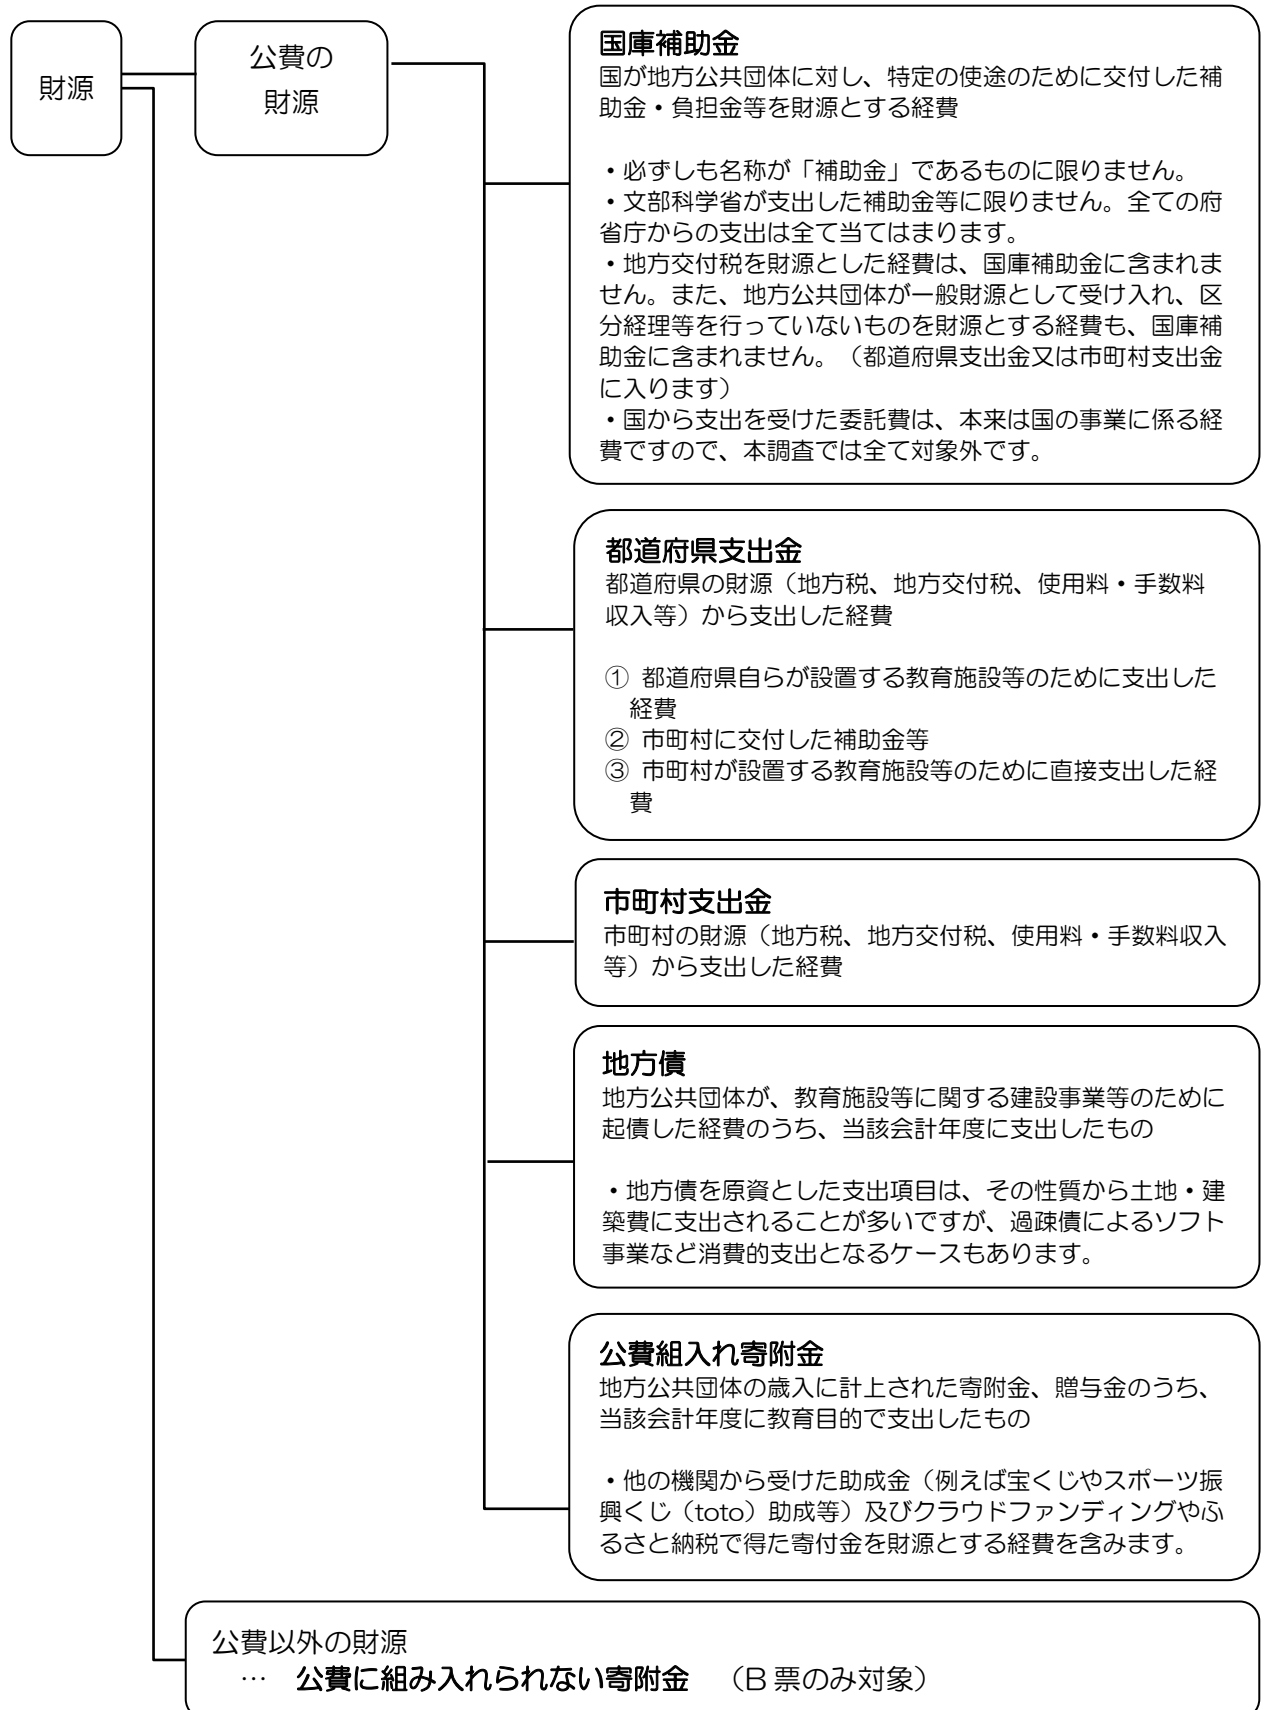 財源
公費の
財源
国庫補助金
国が地方公共団体に対し、特定の使途のために交付した補
助金・負担金等を財源とする経費
・必ずしも名称が「補助金」であるものに限りません。
・文部科学省が支出した補助金等に限りません。全ての府
省庁からの支出は全て当てはまります。
・地方交付税を財源とした経費は、国庫補助金に含まれま
せん。また、地方公共団体が一般財源として受け入れ、区
分経理等を行っていないものを財源とする経費も、国庫補
助金に含まれません。（都道府県支出金又は市町村支出金
に入ります）
・国から支出を受けた委託費は、本来は国の事業に係る経
費ですので、本調査では全て対象外です。
都道府県支出金
都道府県の財源（地方税、地方交付税、使用料・手数料
収入等）から支出した経費
① 都道府県自らが設置する教育施設等のために支出した
経費
② 市町村に交付した補助金等
③ 市町村が設置する教育施設等のために直接支出した経
費
市町村支出金
市町村の財源（地方税、地方交付税、使用料・手数料収入
等）から支出した経費
地方債
地方公共団体が、教育施設等に関する建設事業等のために
起債した経費のうち、当該会計年度に支出したもの
・地方債を原資とした支出項目は、その性質から土地・建
築費に支出されることが多いですが、過疎債によるソフト
事業など消費的支出となるケースもあります。
公費組入れ寄附金
地方公共団体の歳入に計上された寄附金、贈与金のうち、
当該会計年度に教育目的で支出したもの
・他の機関から受けた助成金（例えば宝くじやスポーツ振
興くじ（toto）助成等）及びクラウドファンディングやふ
るさと納税で得た寄付金を財源とする経費を含みます。
公費以外の財源
… 公費に組み入れられない寄附金 （B 票のみ対象）